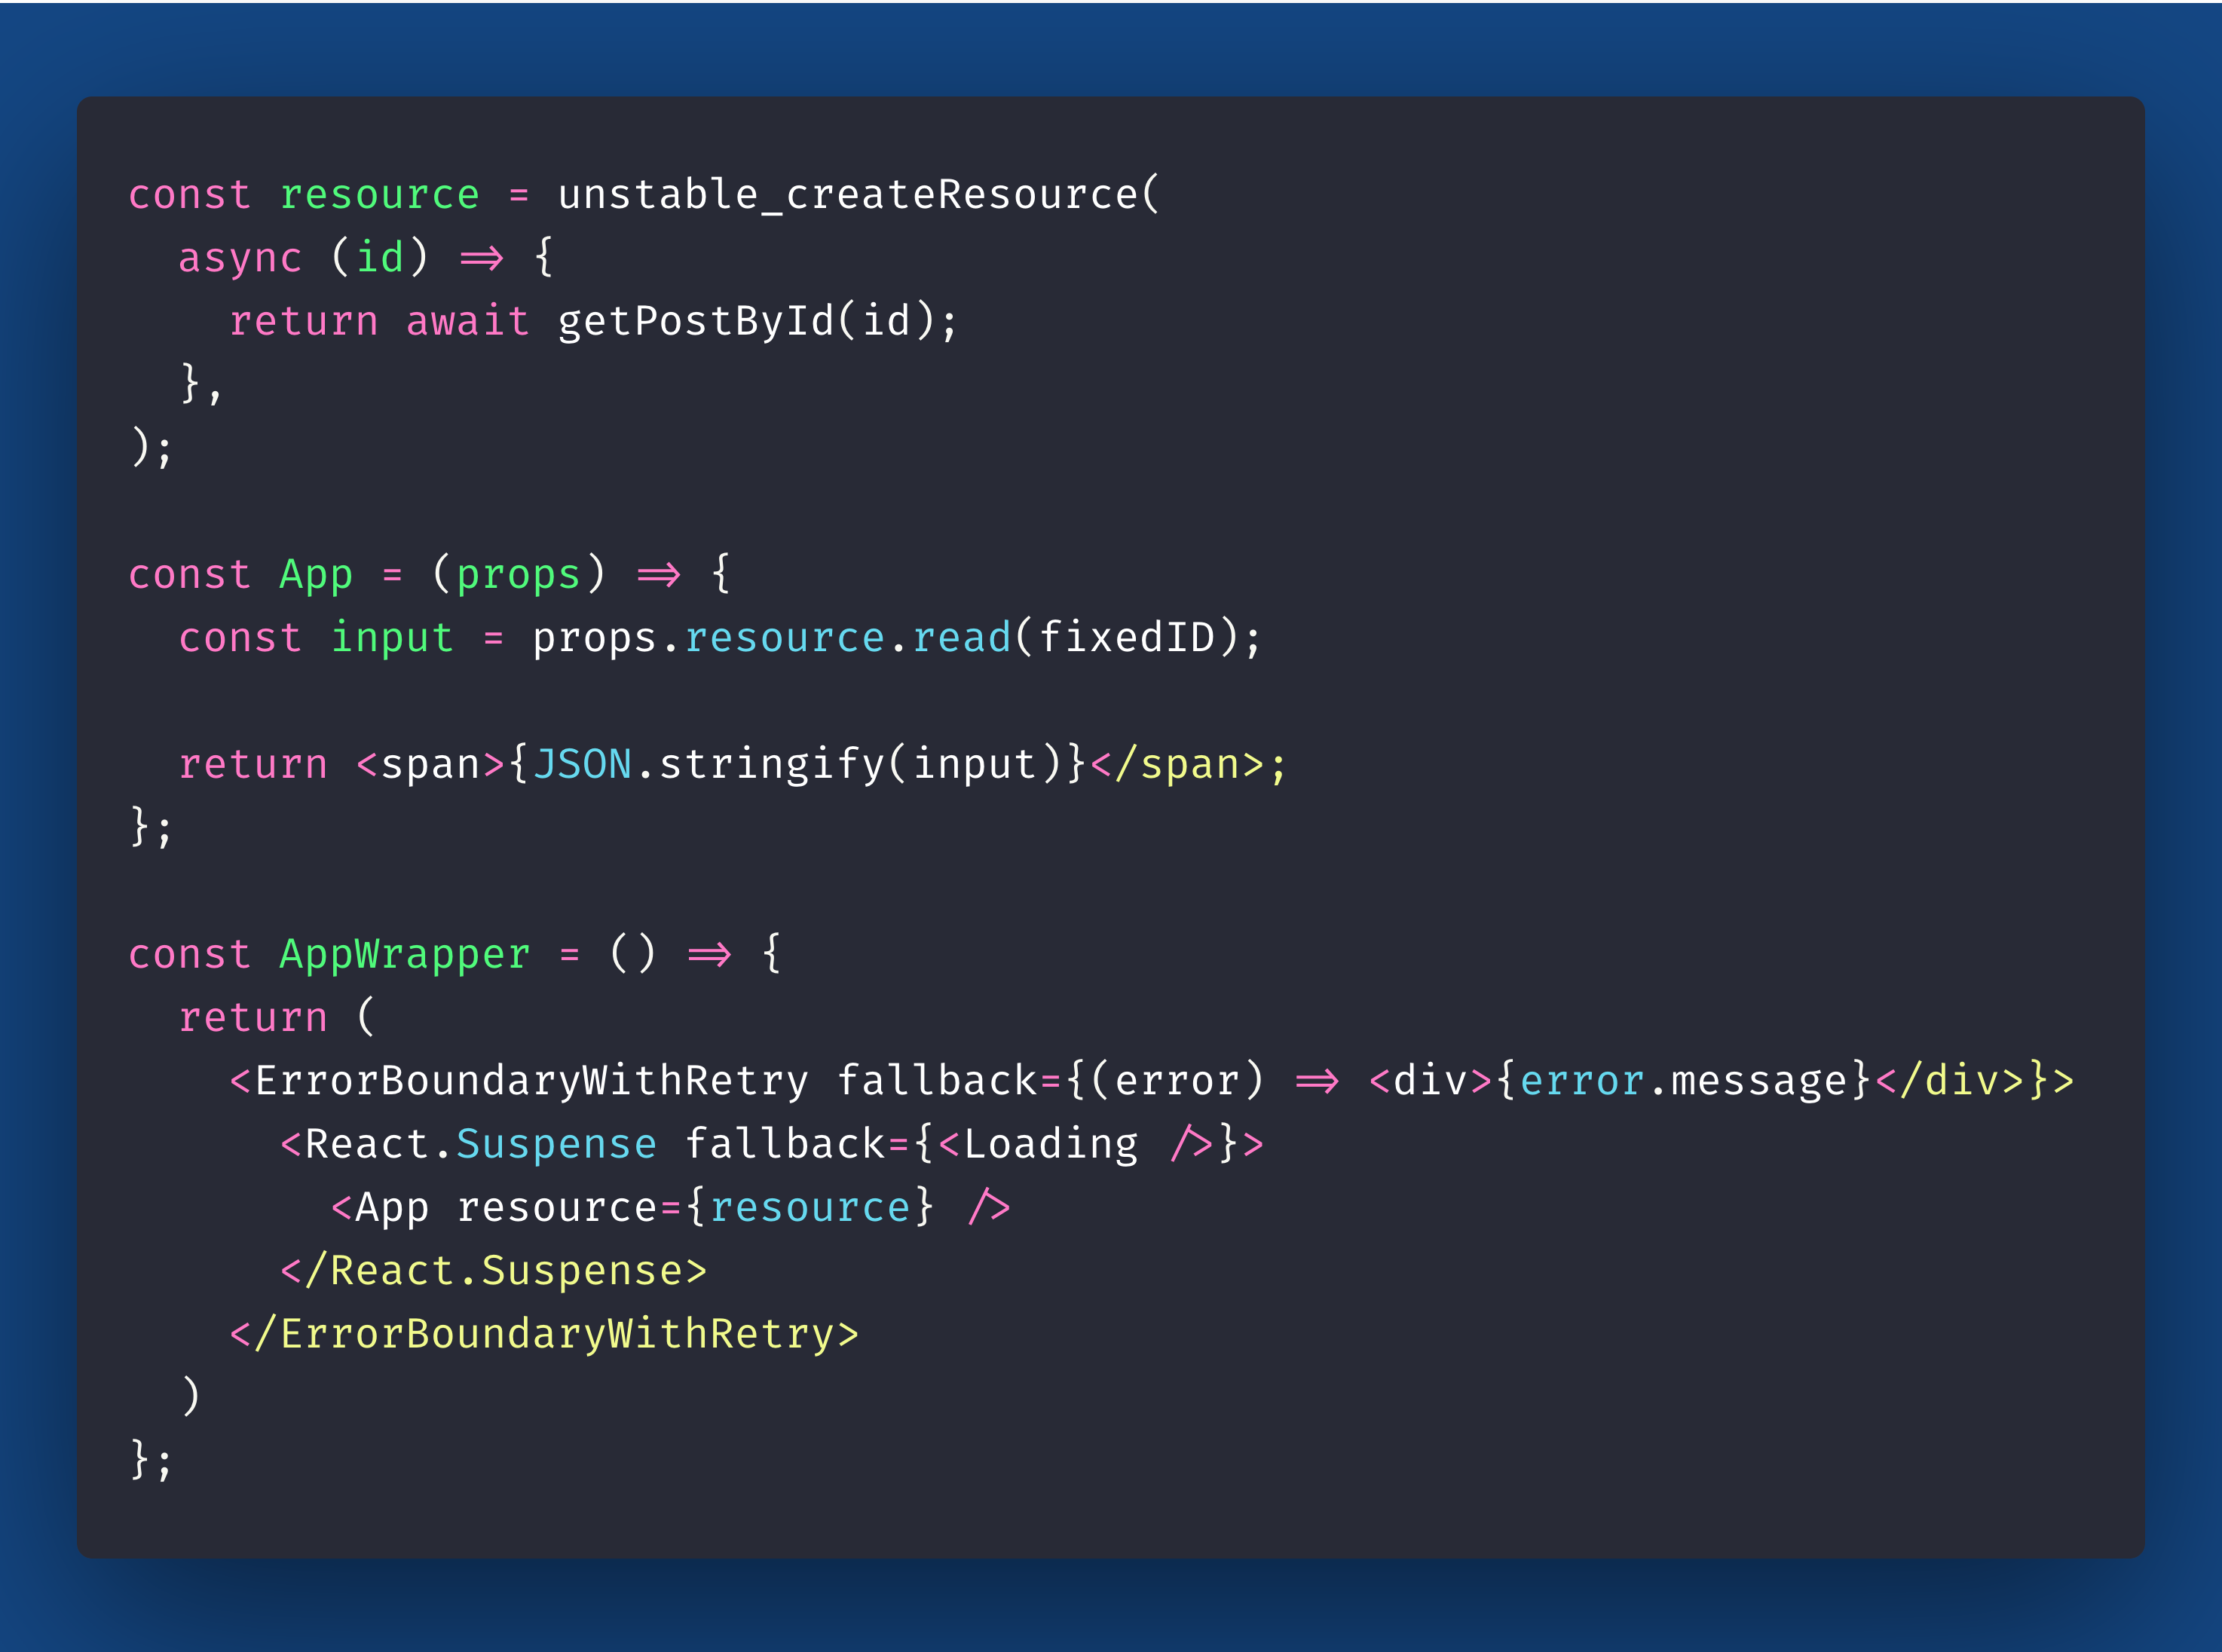 const resource = unstable_createResource(
  async (id) => {
    return await getPostById(id);
  },
);

const App = (props) => {
  const input = props.resource.read(fixedID);

  return <span>{JSON.stringify(input)}</span>;
};

const AppWrapper = () => {
  return (
    <ErrorBoundaryWithRetry fallback={(error) => <div>{error.message}</div>}>
      <React.Suspense fallback={<Loading />}>
        <App resource={resource} />
      </React.Suspense>
    </ErrorBoundaryWithRetry>
  )
};